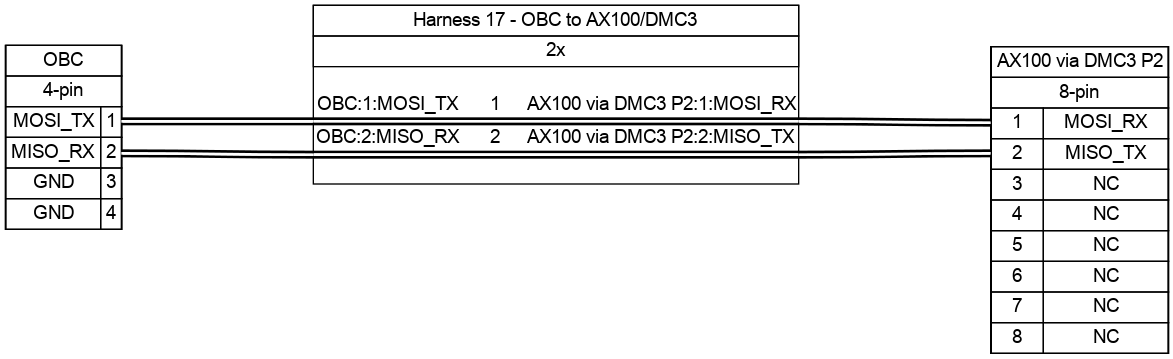 Harness 17 - OBC to AX100/DMC3
2x
OBC:1:MOSI_TX 1 AX100 via DMC3 P2:1:MOSI_RX
OBC:2:MISO_RX 2 AX100 via DMC3 P2:2:MISO_TX
OBC
4-pin
MOSI_TX 1
MISO_RX 2
GND 3
GND 4
AX100 via DMC3 P2
8-pin
1 MOSI_RX
2 MISO_TX
3 NC
4 NC
5 NC
6 NC
7 NC
8 NC